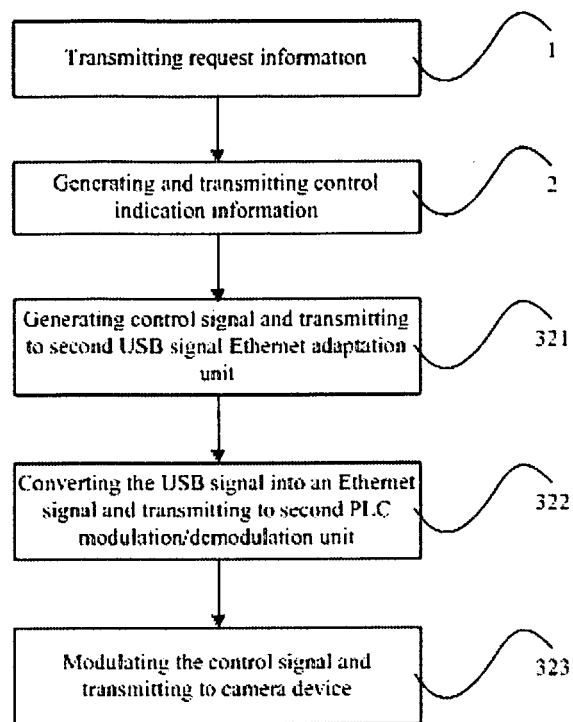 Transmitting request information
1
Generating and transmitting control
indication information
2
Generating control signal and transmitting
to second USB signal Ethernet adaptation
unit
321
Converting the USB signal into an Ethernet
signal and transmitting to second PLC
modulation/demodulation unit
322
Modulating the control signal and
transmitting to camera device
323